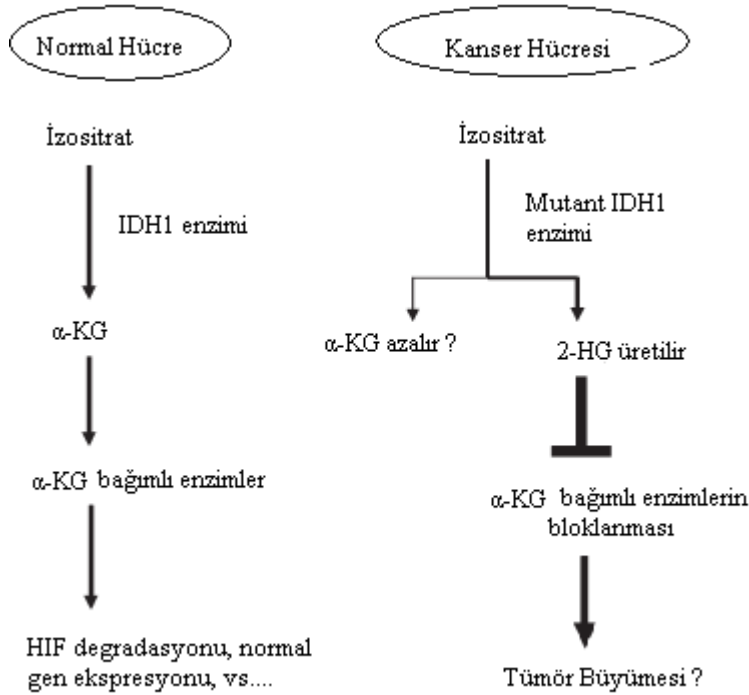 Normal Hücre
İzositrat
IDH1 enzimi
α-KG
α-KG bağımlı enzimler
HIF degradasyonu, normal
gen ekspresyonu, vs....
Kanser Hücresi
İzositrat
Mutant IDH1
enzimi
α-KG azalır ?
2-HG üretilir
α-KG bağımlı enzimlerin
bloklanması
Tümör Büyümesi ?